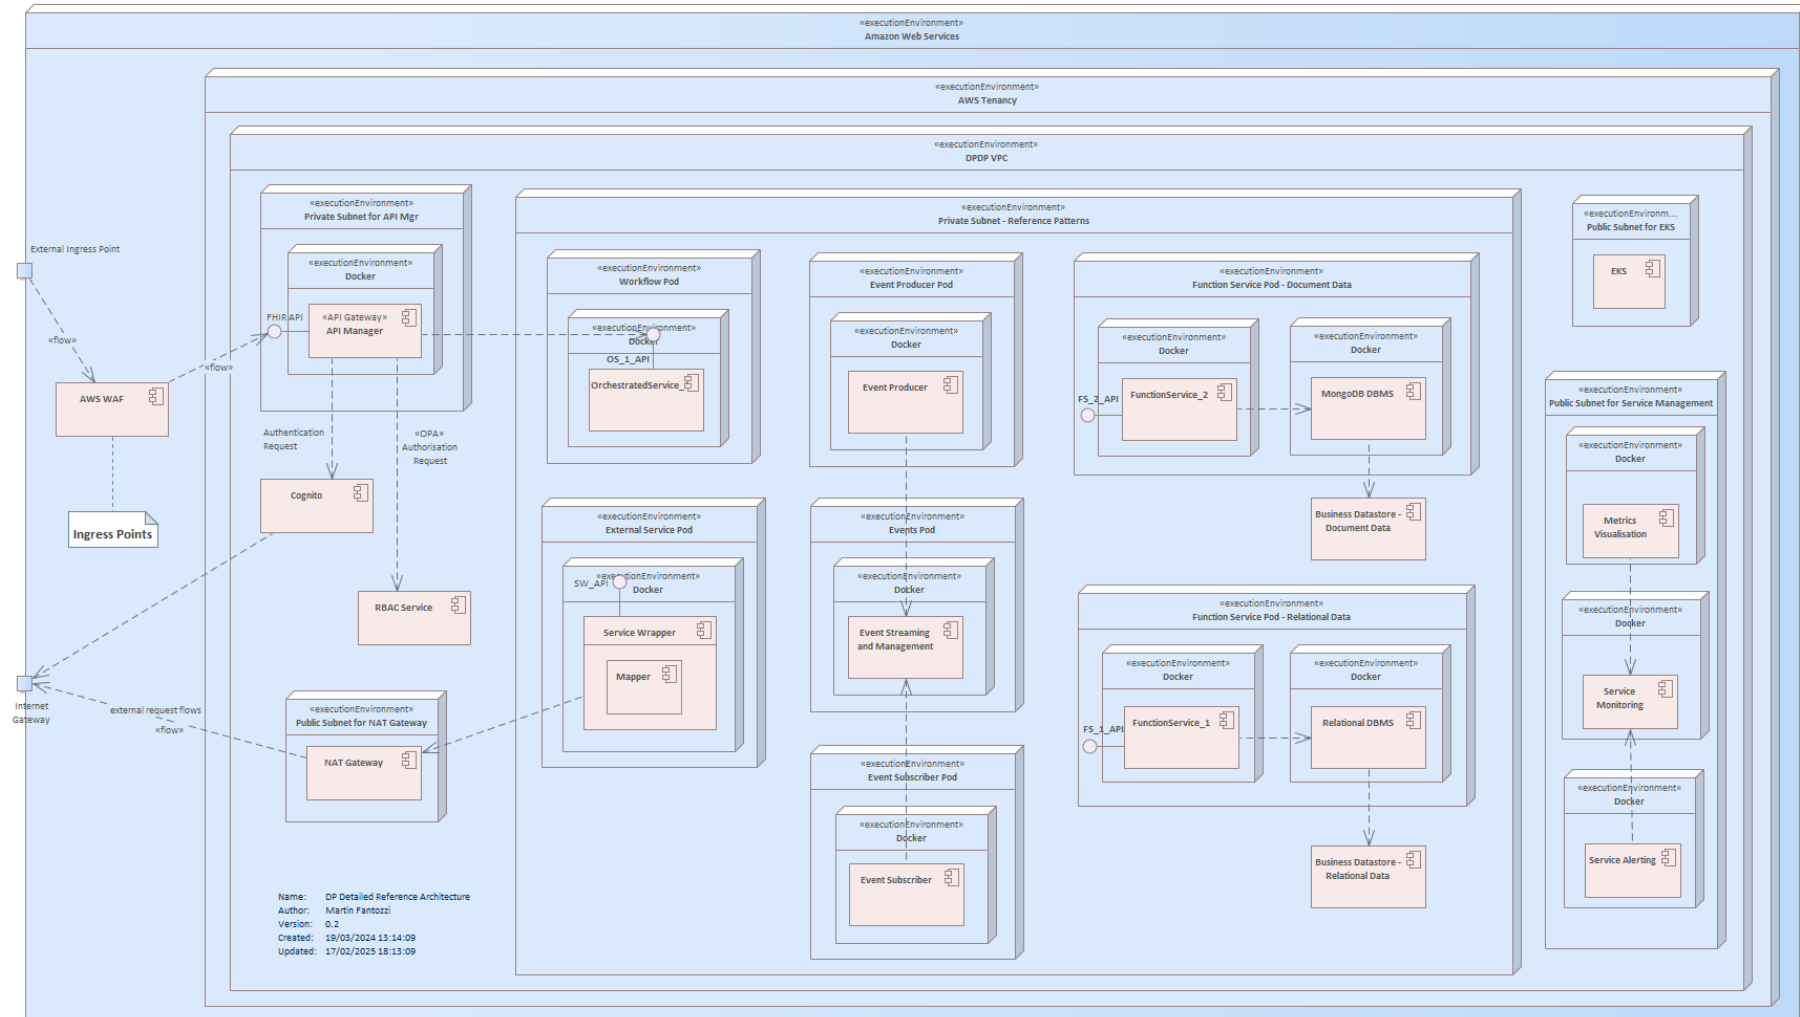 «executionEnvironment»
Amazon Web Services
«executionEnvironment»
AWS Tenancy
«executionEnvironment»
DPDP VPC
«executionEnvironment»
Private Subnet for API Mgr
«executionEnvironment»
Docker
«API Gateway»
API Manager
FHIR API
External Ingress Point
«flow»
«flow»
AWS WAF
Ingress Points
Authentication
Request
«OPA»
Authorisation
Request
Cognito
RBAC Service
Internet
Gateway
external request flows
«flow»
«executionEnvironment»
Public Subnet for NAT Gateway
NAT Gateway
Name: DP Detailed Reference Architecture
Author: Martin Fantozzi
Version: 0.2
Created: 19/03/2024 13:14:09
Updated: 17/02/2025 18:13:09
«executionEnvironment»
Private Subnet - Reference Patterns
«executionEnvironment»
Workflow Pod
«executionEnvironment»
Docker
OS_1_API
OrchestratedService_
«executionEnvironment»
External Service Pod
«executionEnvironment»
Docker
SW_API
Service Wrapper
Mapper
«executionEnvironment»
Event Producer Pod
«executionEnvironment»
Docker
Event Producer
«executionEnvironment»
Events Pod
«executionEnvironment»
Docker
Event Streaming
and Management
«executionEnvironment»
Event Subscriber Pod
«executionEnvironment»
Docker
Event Subscriber
«executionEnvironment»
Function Service Pod - Document Data
«executionEnvironment»
Docker
FS_2_API
FunctionService_2
«executionEnvironment»
Docker
MongoDB DBMS
Business Datastore -
Document Data
«executionEnvironment»
Function Service Pod - Relational Data
«executionEnvironment»
Docker
FS_1_API
FunctionService_1
«executionEnvironment»
Docker
Relational DBMS
Business Datastore -
Relational Data
«executionEnvironm...
Public Subnet for EKS
EKS
«executionEnvironment»
Public Subnet for Service Management
«executionEnvironment»
Docker
Metrics
Visualisation
«executionEnvironment»
Docker
Service
Monitoring
«executionEnvironment»
Docker
Service Alerting